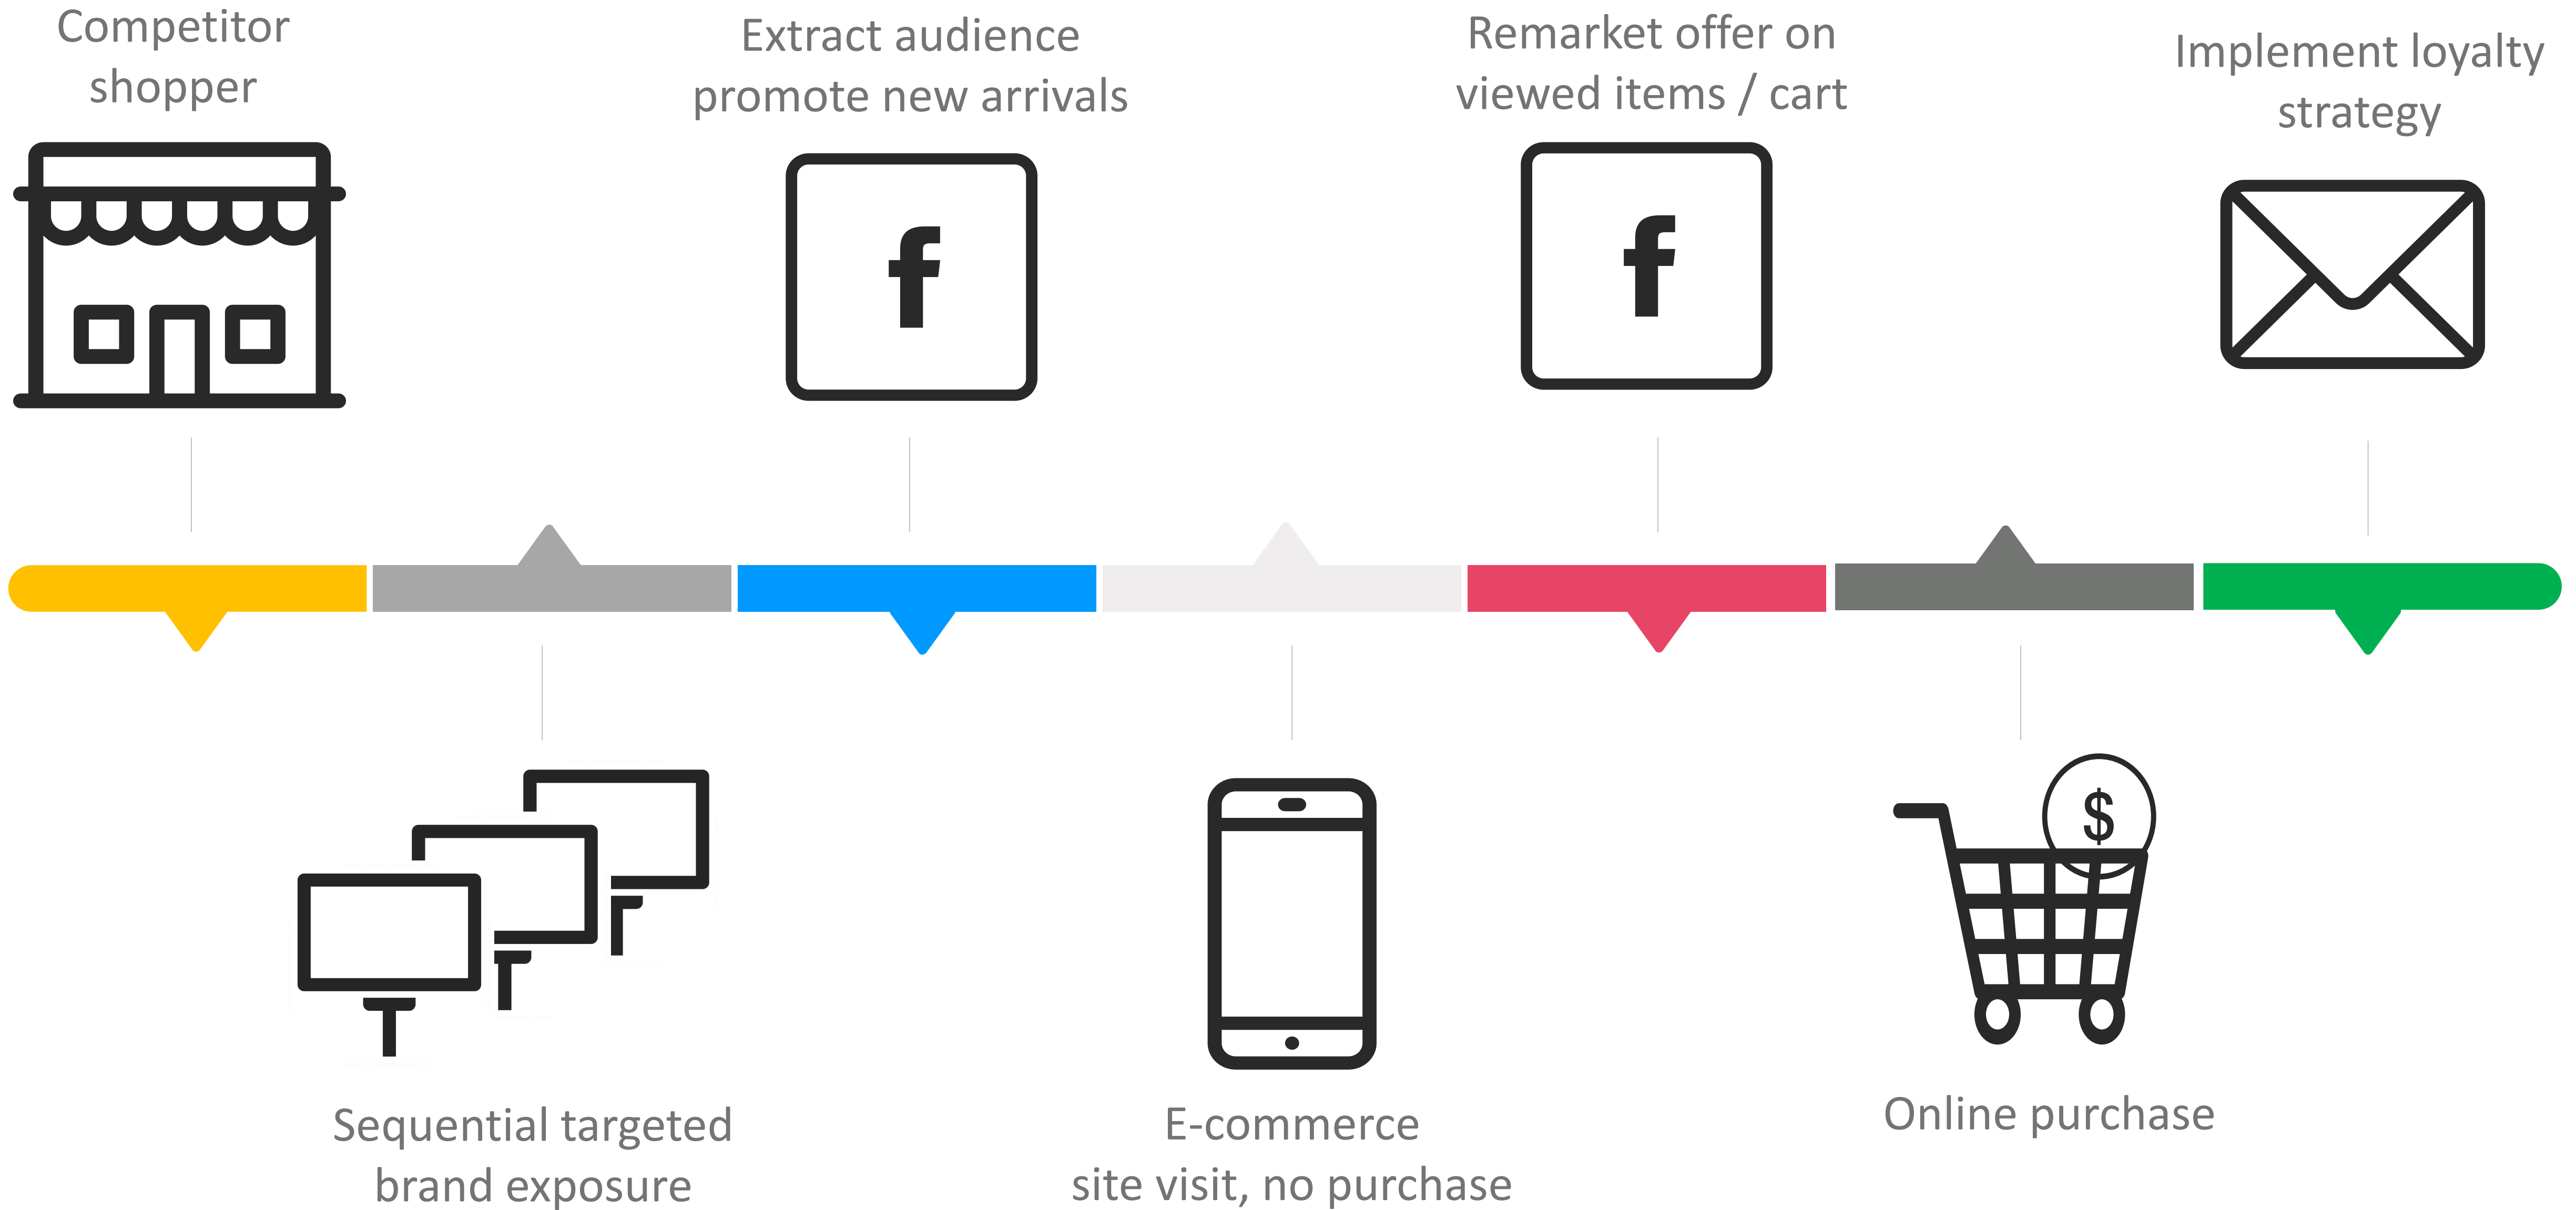 Competitor
shopper
Extract audience
promote new arrivals
Remarket offer on
viewed items / cart
Implement loyalty
strategy
f
f
$
Sequential targeted
brand exposure
E-commerce
site visit, no purchase
Online purchase